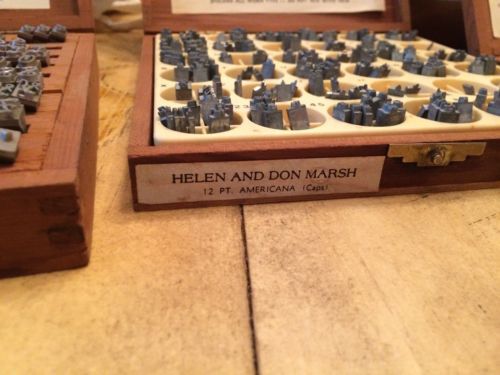 HELEN AND DON MARSH
12 PT. AMERICANA (Caps)